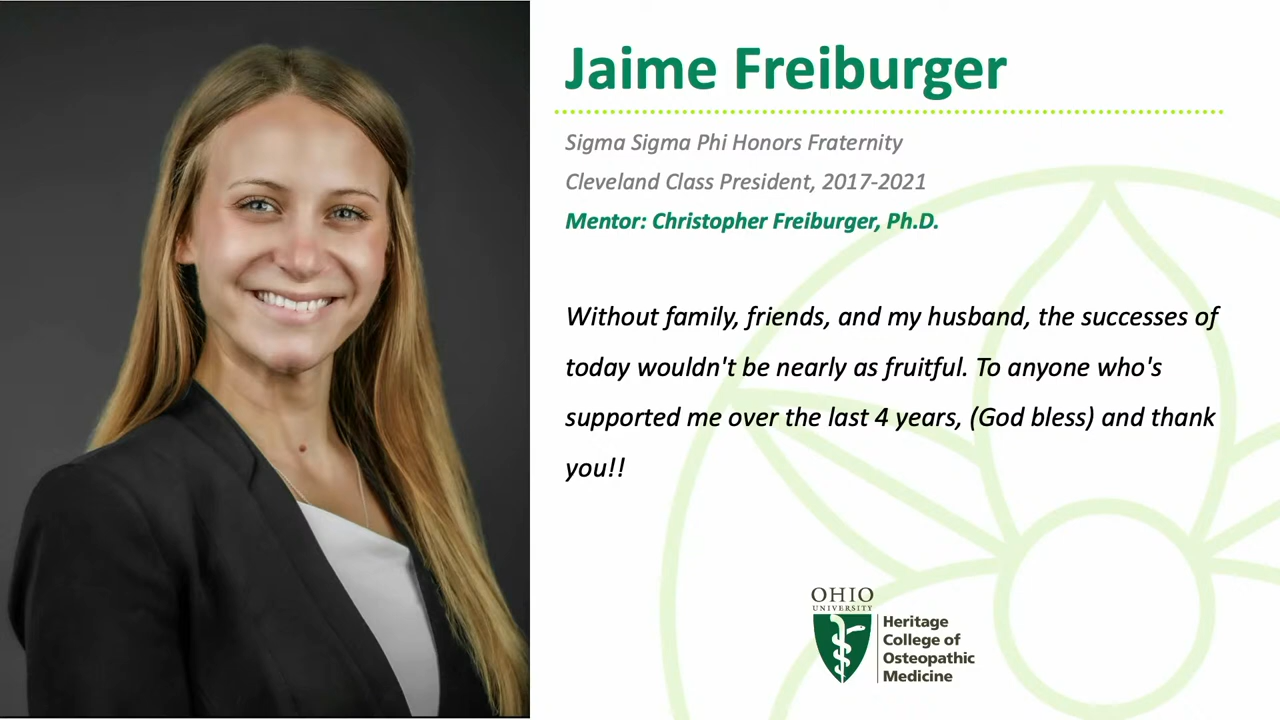 Jaime Freiburger
Sigma Sigma Phi Honors Fraternity
Cleveland Class President, 2017-2021
Mentor: Christopher Freiburger, Ph.D.
Without family, friends, and my husband, the successes of
today wouldn't be nearly as fruitful. To anyone who's
supported me over the last 4 years, (God bless) and thank
you!!
OHIO
UNIVERSITY
Heritage
College of
Osteopathic
Medicine